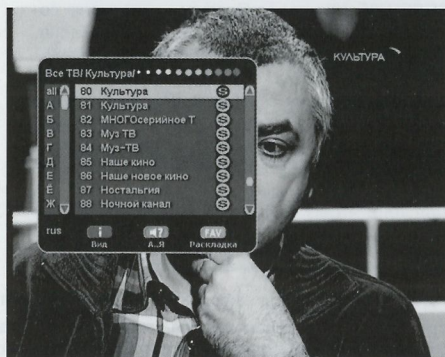 КУЛЬТУРА
Все ТВ/ Культура/
all 80 Культура S
А 81 Культура S
Б 82 МНОГОсерийное Т S
В 83 Муз ТВ S
Г 84 Муз-ТВ S
Д 85 Наше кино S
Е 86 Наше новое кино S
Ё 87 Ностальгия S
Ж 88 Ночной канал S
rus i ? FAV
Вид А..Я Раскладка